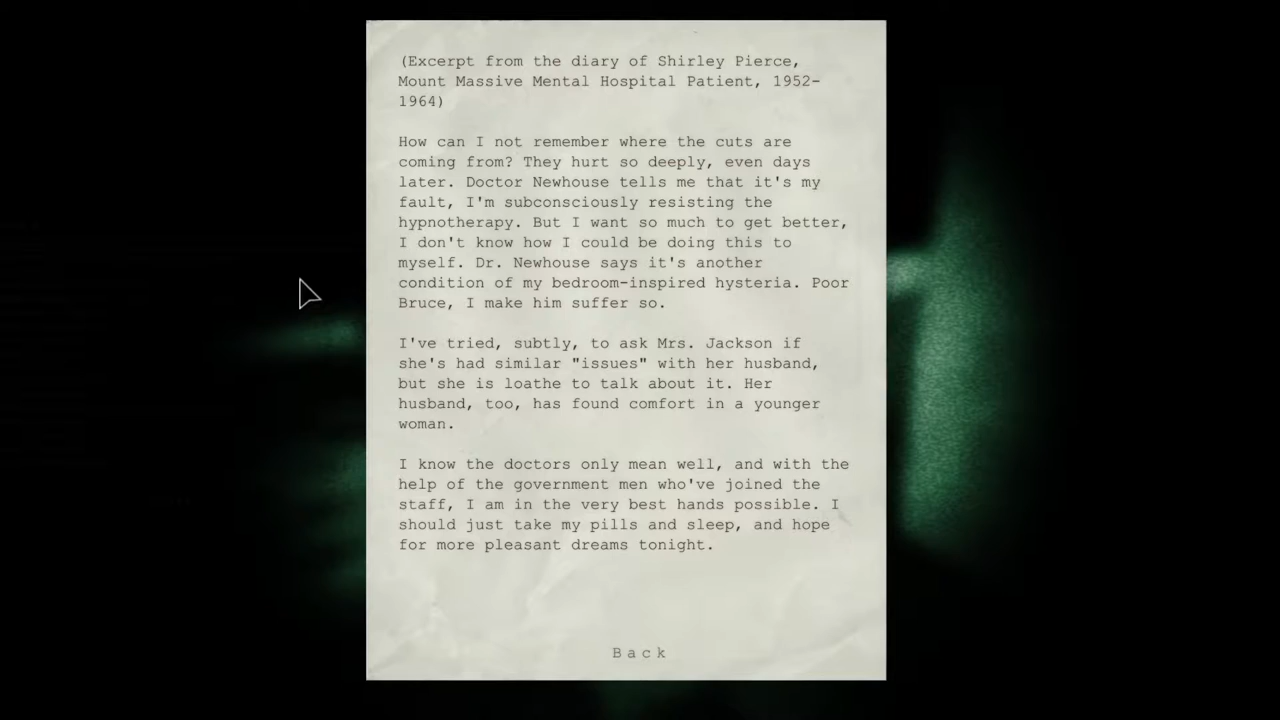 (Excerpt from the diary of Shirley Pierce,
Mount Massive Mental Hospital Patient, 1952-
1964)
How can I not remember where the cuts are
coming from? They hurt so deeply, even days
later. Doctor Newhouse tells me that it's my
fault, I'm subconsciously resisting the
hypnotherapy. But I want so much to get better,
I don't know how I could be doing this to
myself. Dr. Newhouse says it's another
condition of my bedroom-inspired hysteria. Poor
Bruce, I make him suffer so.
I've tried, subtly, to ask Mrs. Jackson if
she's had similar "issues" with her husband,
but she is loathe to talk about it. Her
husband, too, has found comfort in a younger
woman.
I know the doctors only mean well, and with the
help of the government men who've joined the
staff, I am in the very best hands possible. I
should just take my pills and sleep, and hope
for more pleasant dreams tonight.
Back